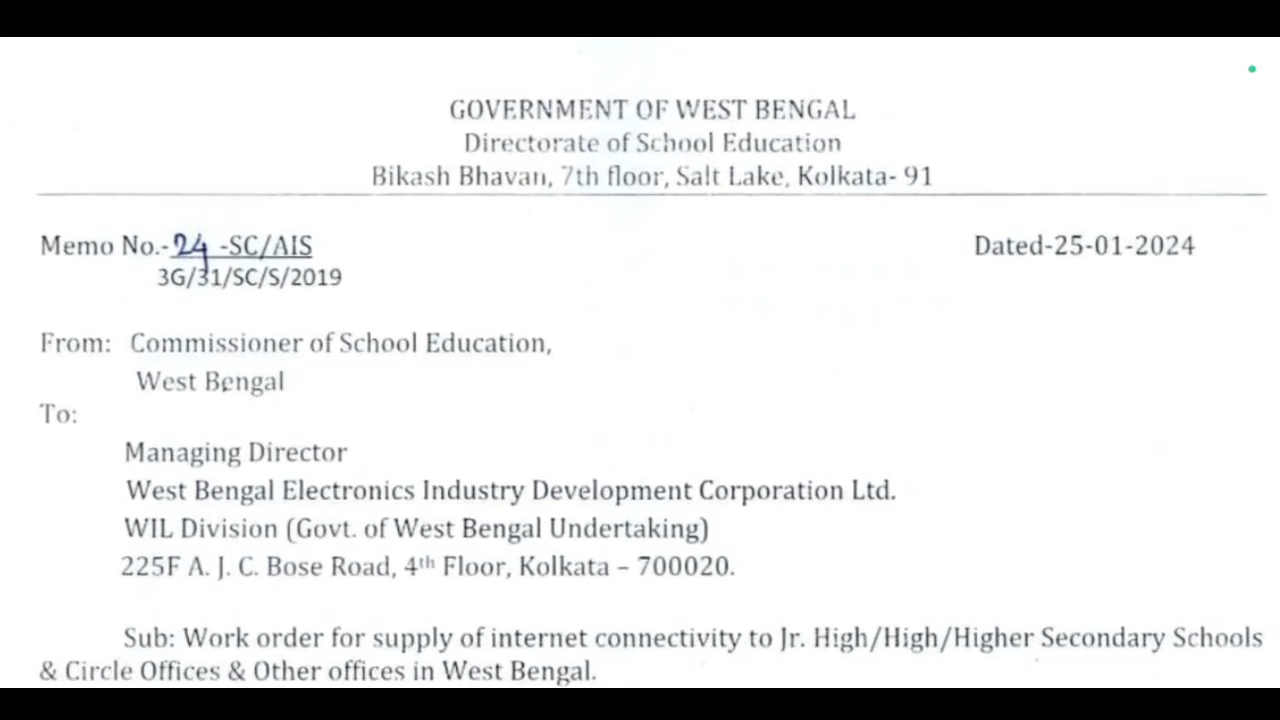 GOVERNMENT OF WEST BENGAL
Directorate of School Education
Bikash Bhavan, 7th floor, Salt Lake, Kolkata- 91
Memo No.-24 -SC/AIS
3G/31/SC/S/2019
Dated-25-01-2024
From: Commissioner of School Education,
West Bengal
To:
Managing Director
West Bengal Electronics Industry Development Corporation Ltd.
WIL Division (Govt. of West Bengal Undertaking)
225F A. J. C. Bose Road, 4th Floor, Kolkata – 700020.
Sub: Work order for supply of internet connectivity to Jr. High/High/Higher Secondary Schools
& Circle Offices & Other offices in West Bengal.